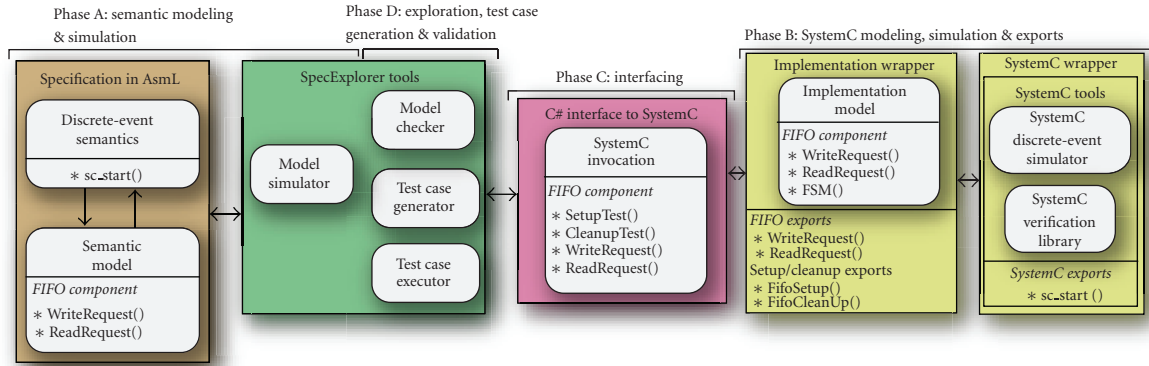 Phase A: semantic modeling
& simulation
Phase D: exploration, test case
generation & validation
Phase C: interfacing
Phase B: SystemC modeling, simulation & exports
Specification in AsmL
Discrete-event
semantics
* sc_start()
Semantic
model
FIFO component
* WriteRequest()
* ReadRequest()
SpecExplorer tools
Model
simulator
Model
checker
Test case
generator
Test case
executor
C# interface to SystemC
SystemC
invocation
FIFO component
* SetupTest()
* CleanupTest()
* WriteRequest()
* ReadRequest()
Implementation wrapper
Implementation
model
FIFO component
* WriteRequest()
* ReadRequest()
* FSM()
FIFO exports
* WriteRequest()
* ReadRequest()
Setup/cleanup exports
* FifoSetup()
* FifoCleanUp()
SystemC wrapper
SystemC tools
SystemC
discrete-event
simulator
SystemC
verification
library
SystemC exports
* sc_start ()